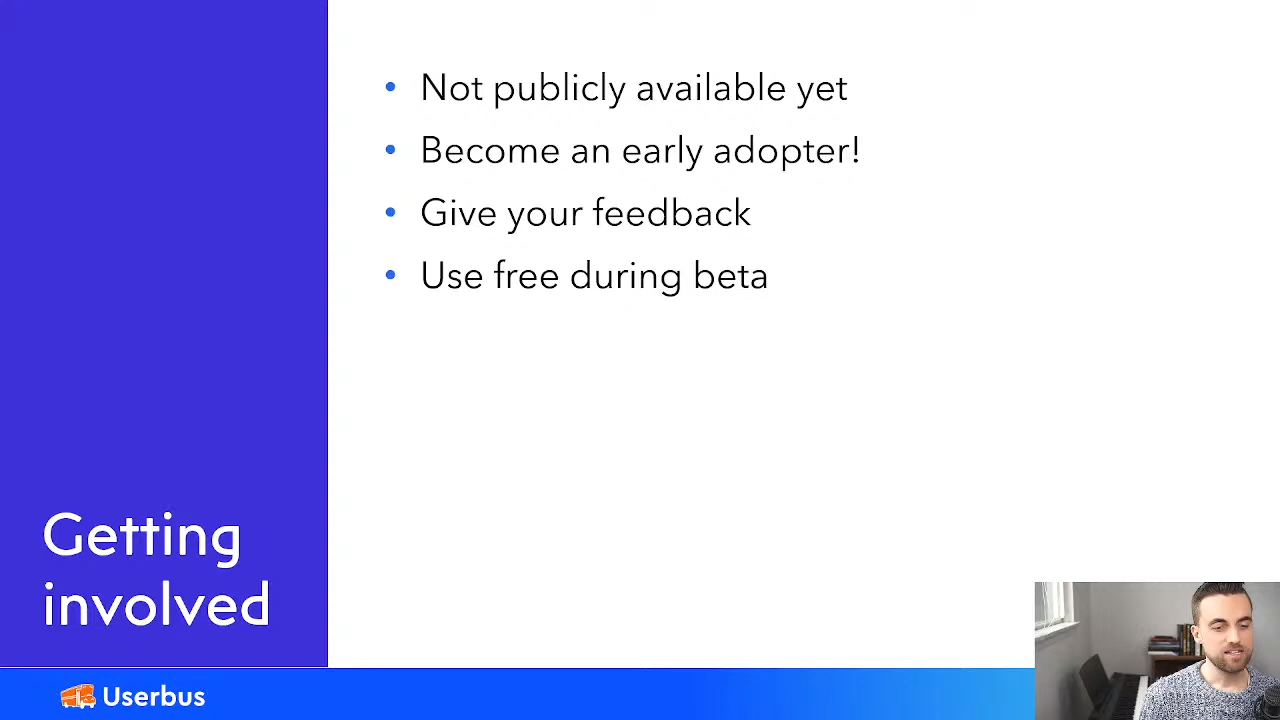 Not publicly available yet
Become an early adopter!
Give your feedback
Use free during beta
Getting
involved
Userbus